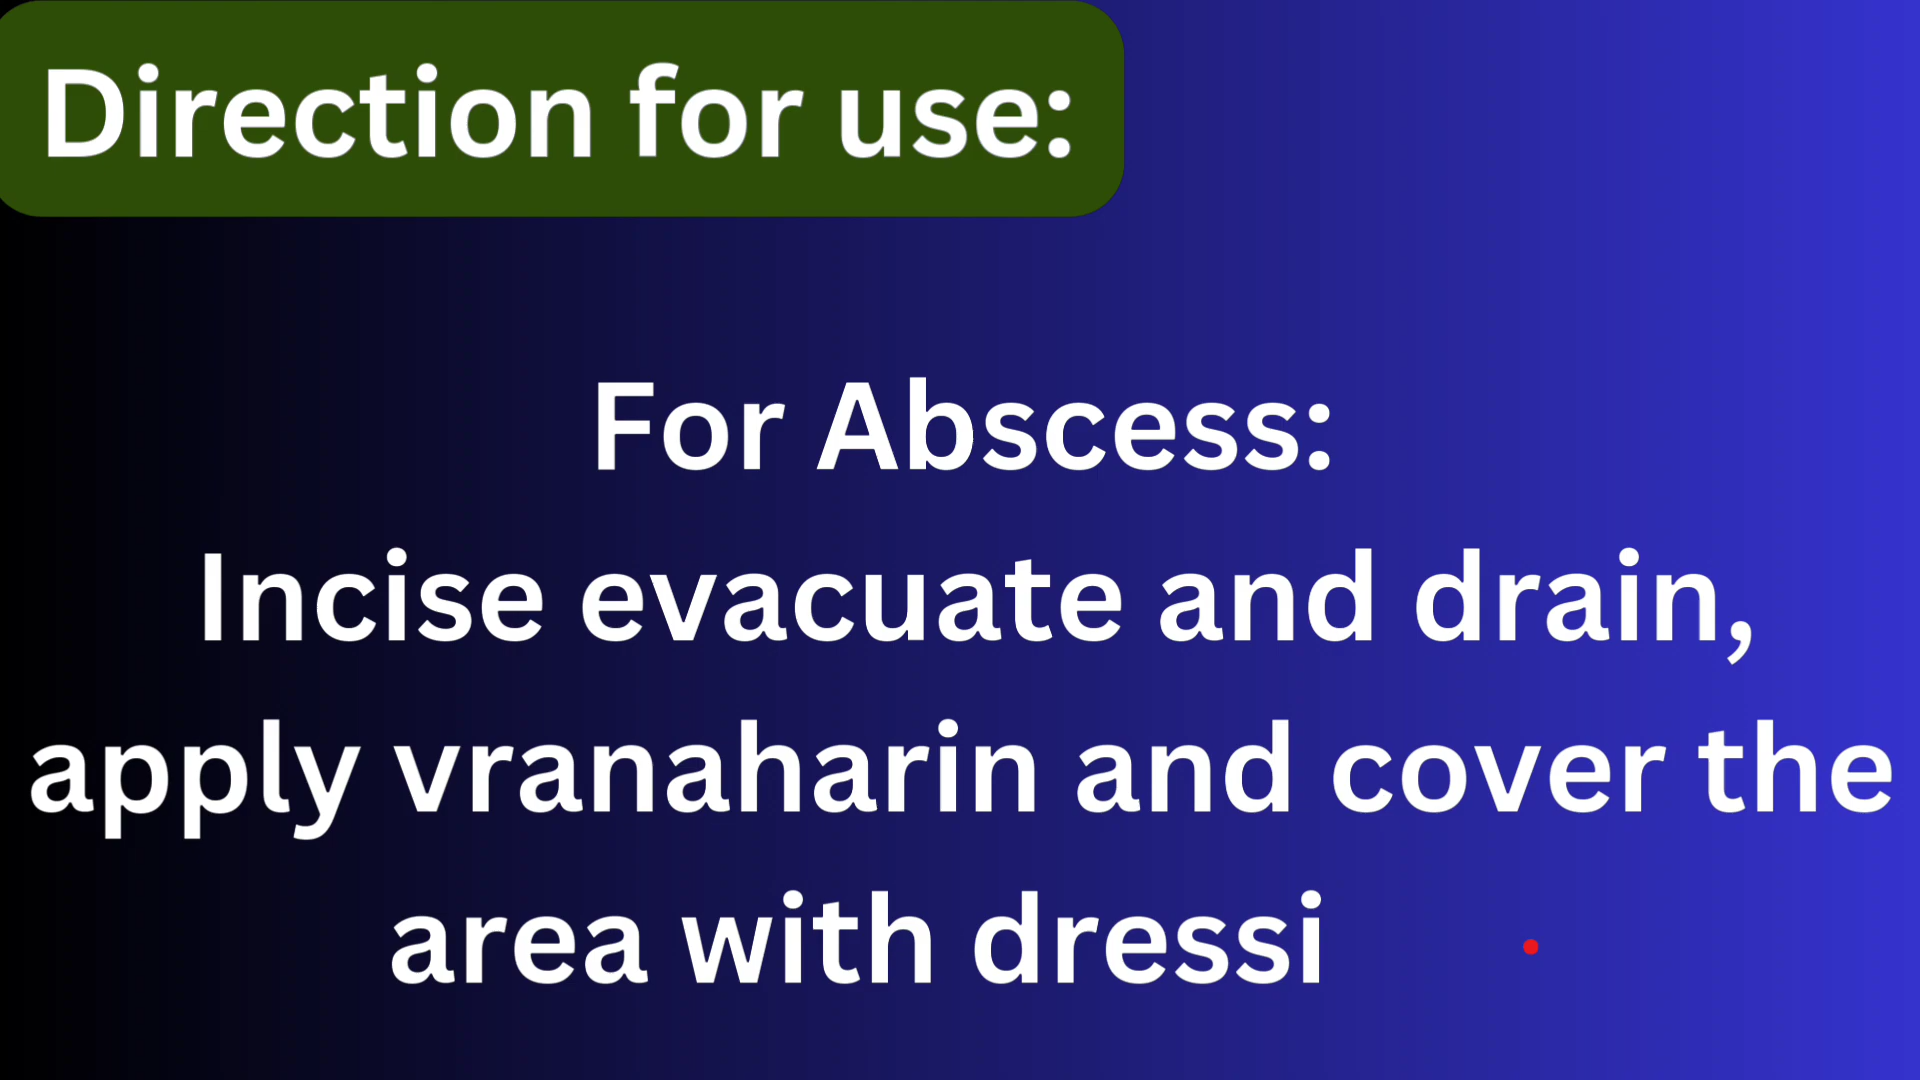 Direction for use:
For Abscess:
Incise evacuate and drain,
apply vranaharin and cover the
area with dressi